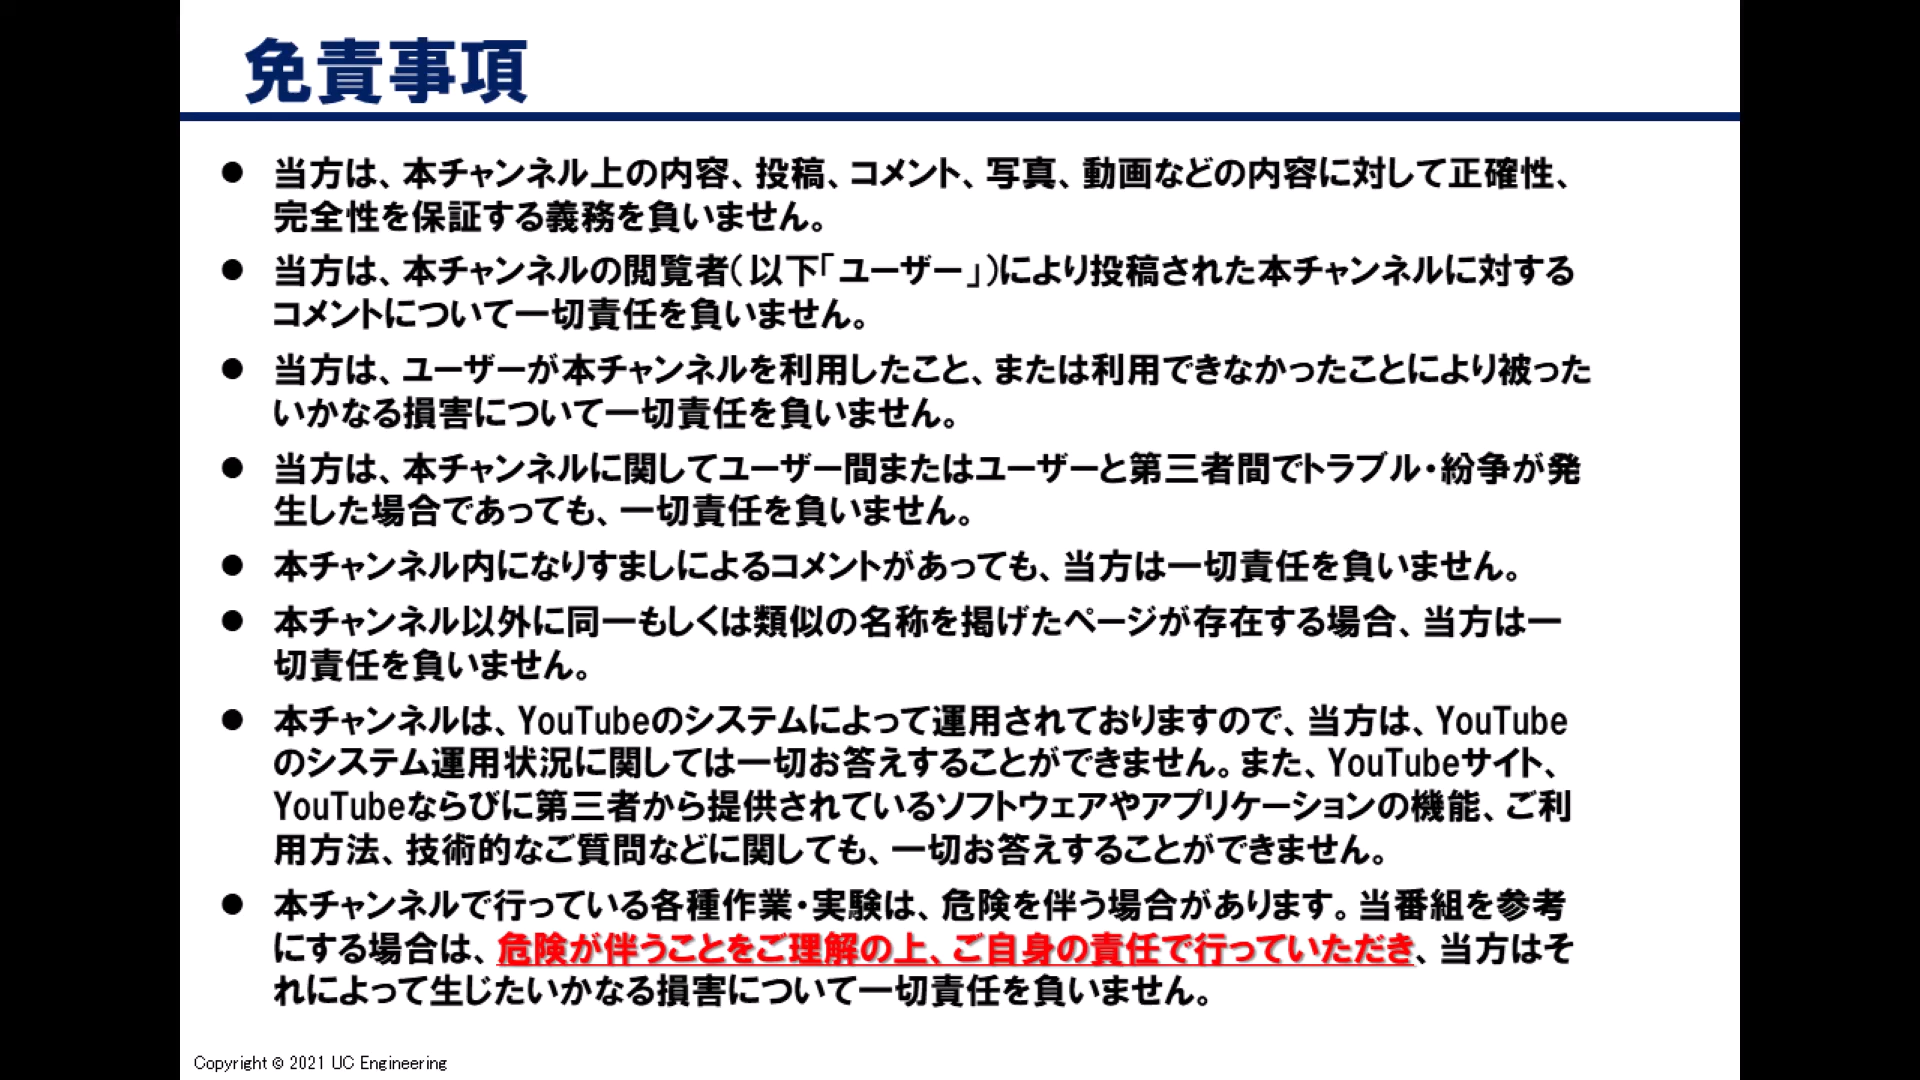 免責事項
● 当方は、本チャンネル上の内容、投稿、コメント、写真、動画などの内容に対して正確性、
完全性を保証する義務を負いません。
● 当方は、本チャンネルの閲覧者(以下「ユーザー」)により投稿された本チャンネルに対する
コメントについて一切責任を負いません。
● 当方は、ユーザーが本チャンネルを利用したこと、または利用できなかったことにより被った
いかなる損害について一切責任を負いません。
● 当方は、本チャンネルに関してユーザー間またはユーザーと第三者間でトラブル・紛争が発
生した場合であっても、一切責任を負いません。
● 本チャンネル内になりすましによるコメントがあっても、当方は一切責任を負いません。
● 本チャンネル以外に同一もしくは類似の名称を掲げたページが存在する場合、当方は一
切責任を負いません。
● 本チャンネルは、YouTubeのシステムによって運用されておりますので、当方は、YouTube
のシステム運用状況に関しては一切お答えすることができません。また、YouTubeサイト、
YouTubeならびに第三者から提供されているソフトウェアやアプリケーションの機能、ご利
用方法、技術的なご質問などに関しても、一切お答えすることができません。
● 本チャンネルで行っている各種作業・実験は、危険を伴う場合があります。当番組を参考
にする場合は、危険が伴うことをご理解の上、ご自身の責任で行っていただき、当方はそ
れによって生じたいかなる損害について一切責任を負いません。
Copyright © 2021 UC Engineering